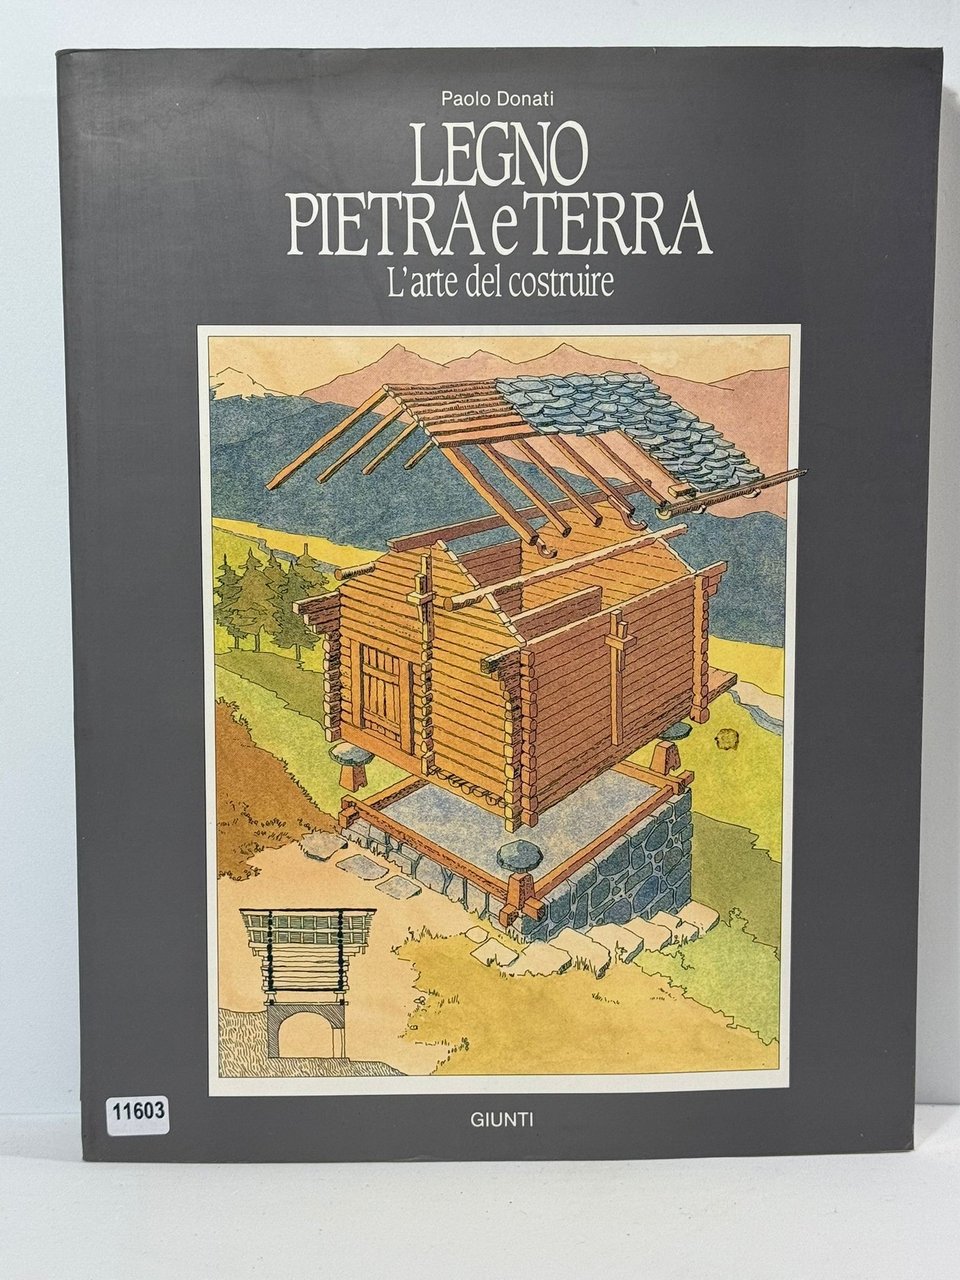 Paolo Donati
LEGNO
PIETRA e TERRA
L'arte del costruire
11603
GIUNTI